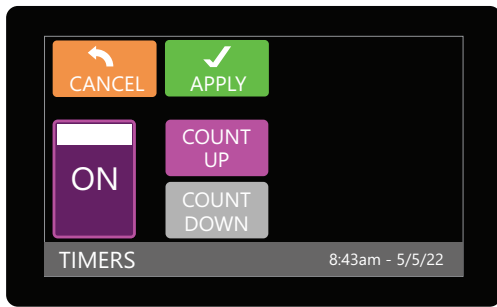 CANCEL
APPLY
ON
COUNT
UP
COUNT
DOWN
TIMERS
8:43am - 5/5/22